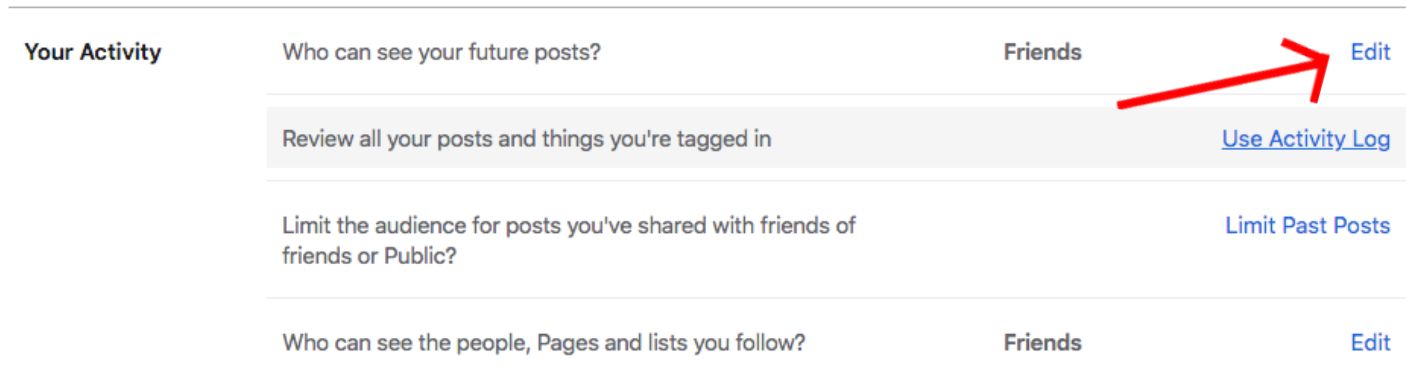 Your Activity Who can see your future posts? Friends Edit
Review all your posts and things you're tagged in Use Activity Log
Limit the audience for posts you've shared with friends of Limit Past Posts
friends or Public?
Who can see the people, Pages and lists you follow? Friends Edit